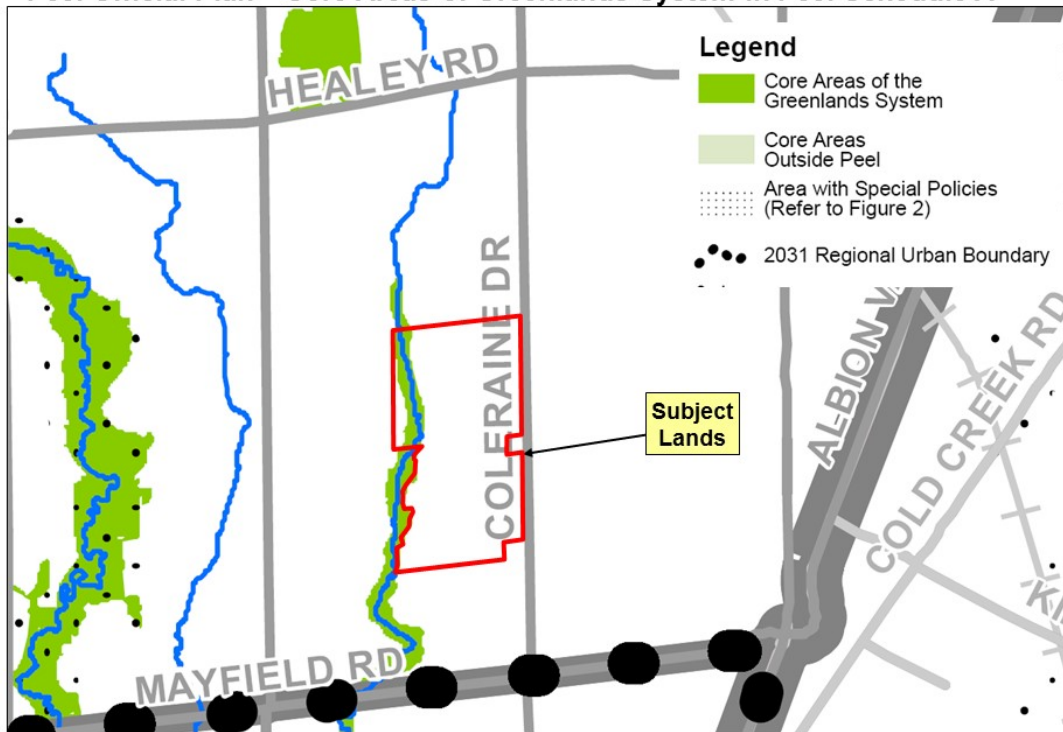 HEALEY RD
COLERAINE DR
MAYFIELD RD
Subject
Lands
Legend
Core Areas of the
Greenlands System
Core Areas
Outside Peel
Area with Special Policies
(Refer to Figure 2)
2031 Regional Urban Boundary
ALBION
COLD CREEK RD